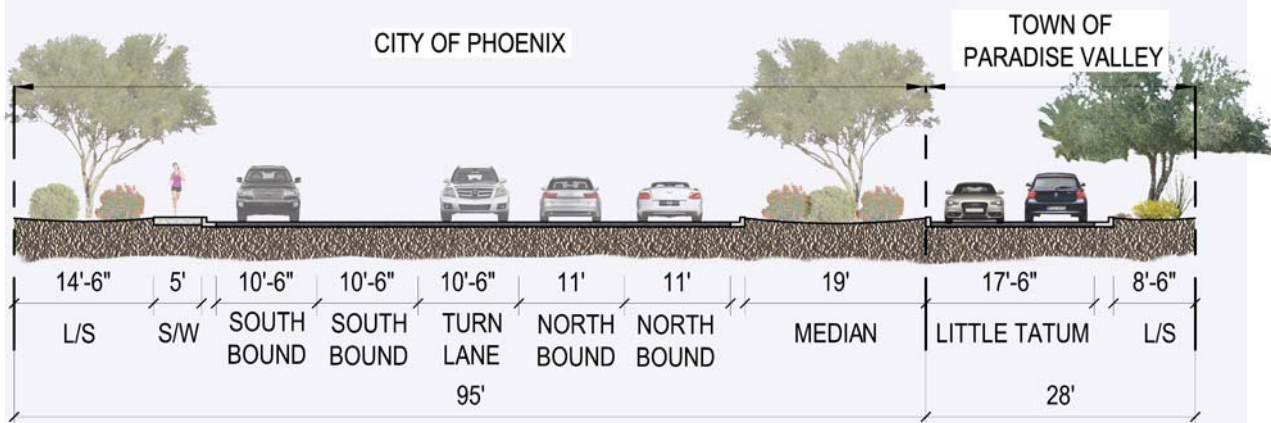 CITY OF PHOENIX
TOWN OF
PARADISE VALLEY
14'-6" 5' 10'-6" 10'-6" 10'-6" 11' 11' 19' 17'-6" 8'-6"
L/S S/W SOUTH SOUTH TURN NORTH NORTH MEDIAN LITTLE TATUM L/S
BOUND BOUND LANE BOUND BOUND
95' 28'